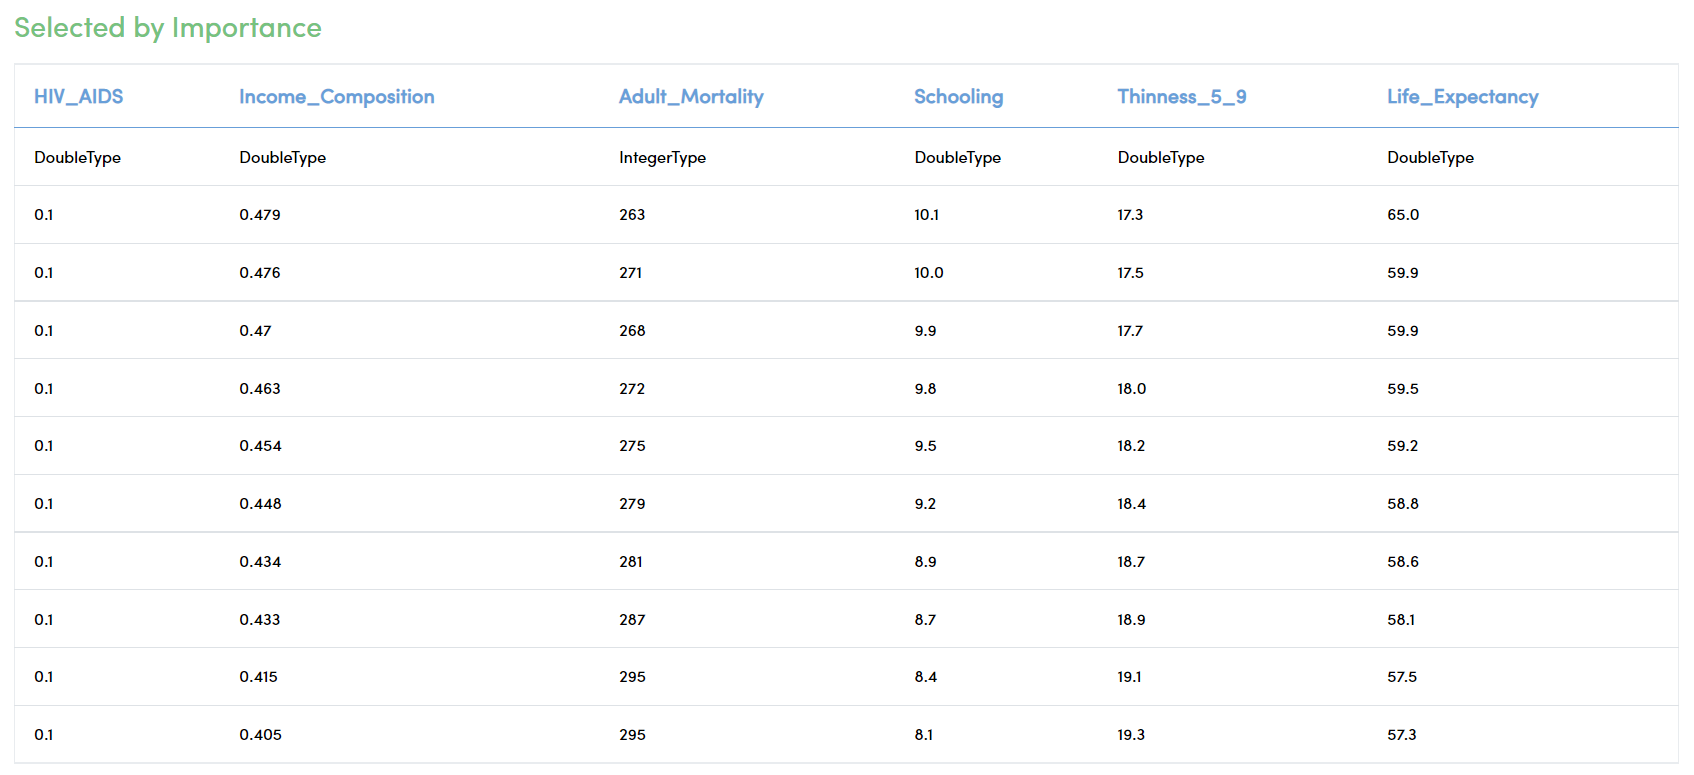 Selected by Importance
HIV_AIDS Income_Composition Adult_Mortality Schooling Thinness_5_9 Life_Expectancy
DoubleType DoubleType IntegerType DoubleType DoubleType DoubleType
0.1 0.479 263 10.1 17.3 65.0
0.1 0.476 271 10.0 17.5 59.9
0.1 0.47 268 9.9 17.7 59.9
0.1 0.463 272 9.8 18.0 59.5
0.1 0.454 275 9.5 18.2 59.2
0.1 0.448 279 9.2 18.4 58.8
0.1 0.434 281 8.9 18.7 58.6
0.1 0.433 287 8.7 18.9 58.1
0.1 0.415 295 8.4 19.1 57.5
0.1 0.405 295 8.1 19.3 57.3